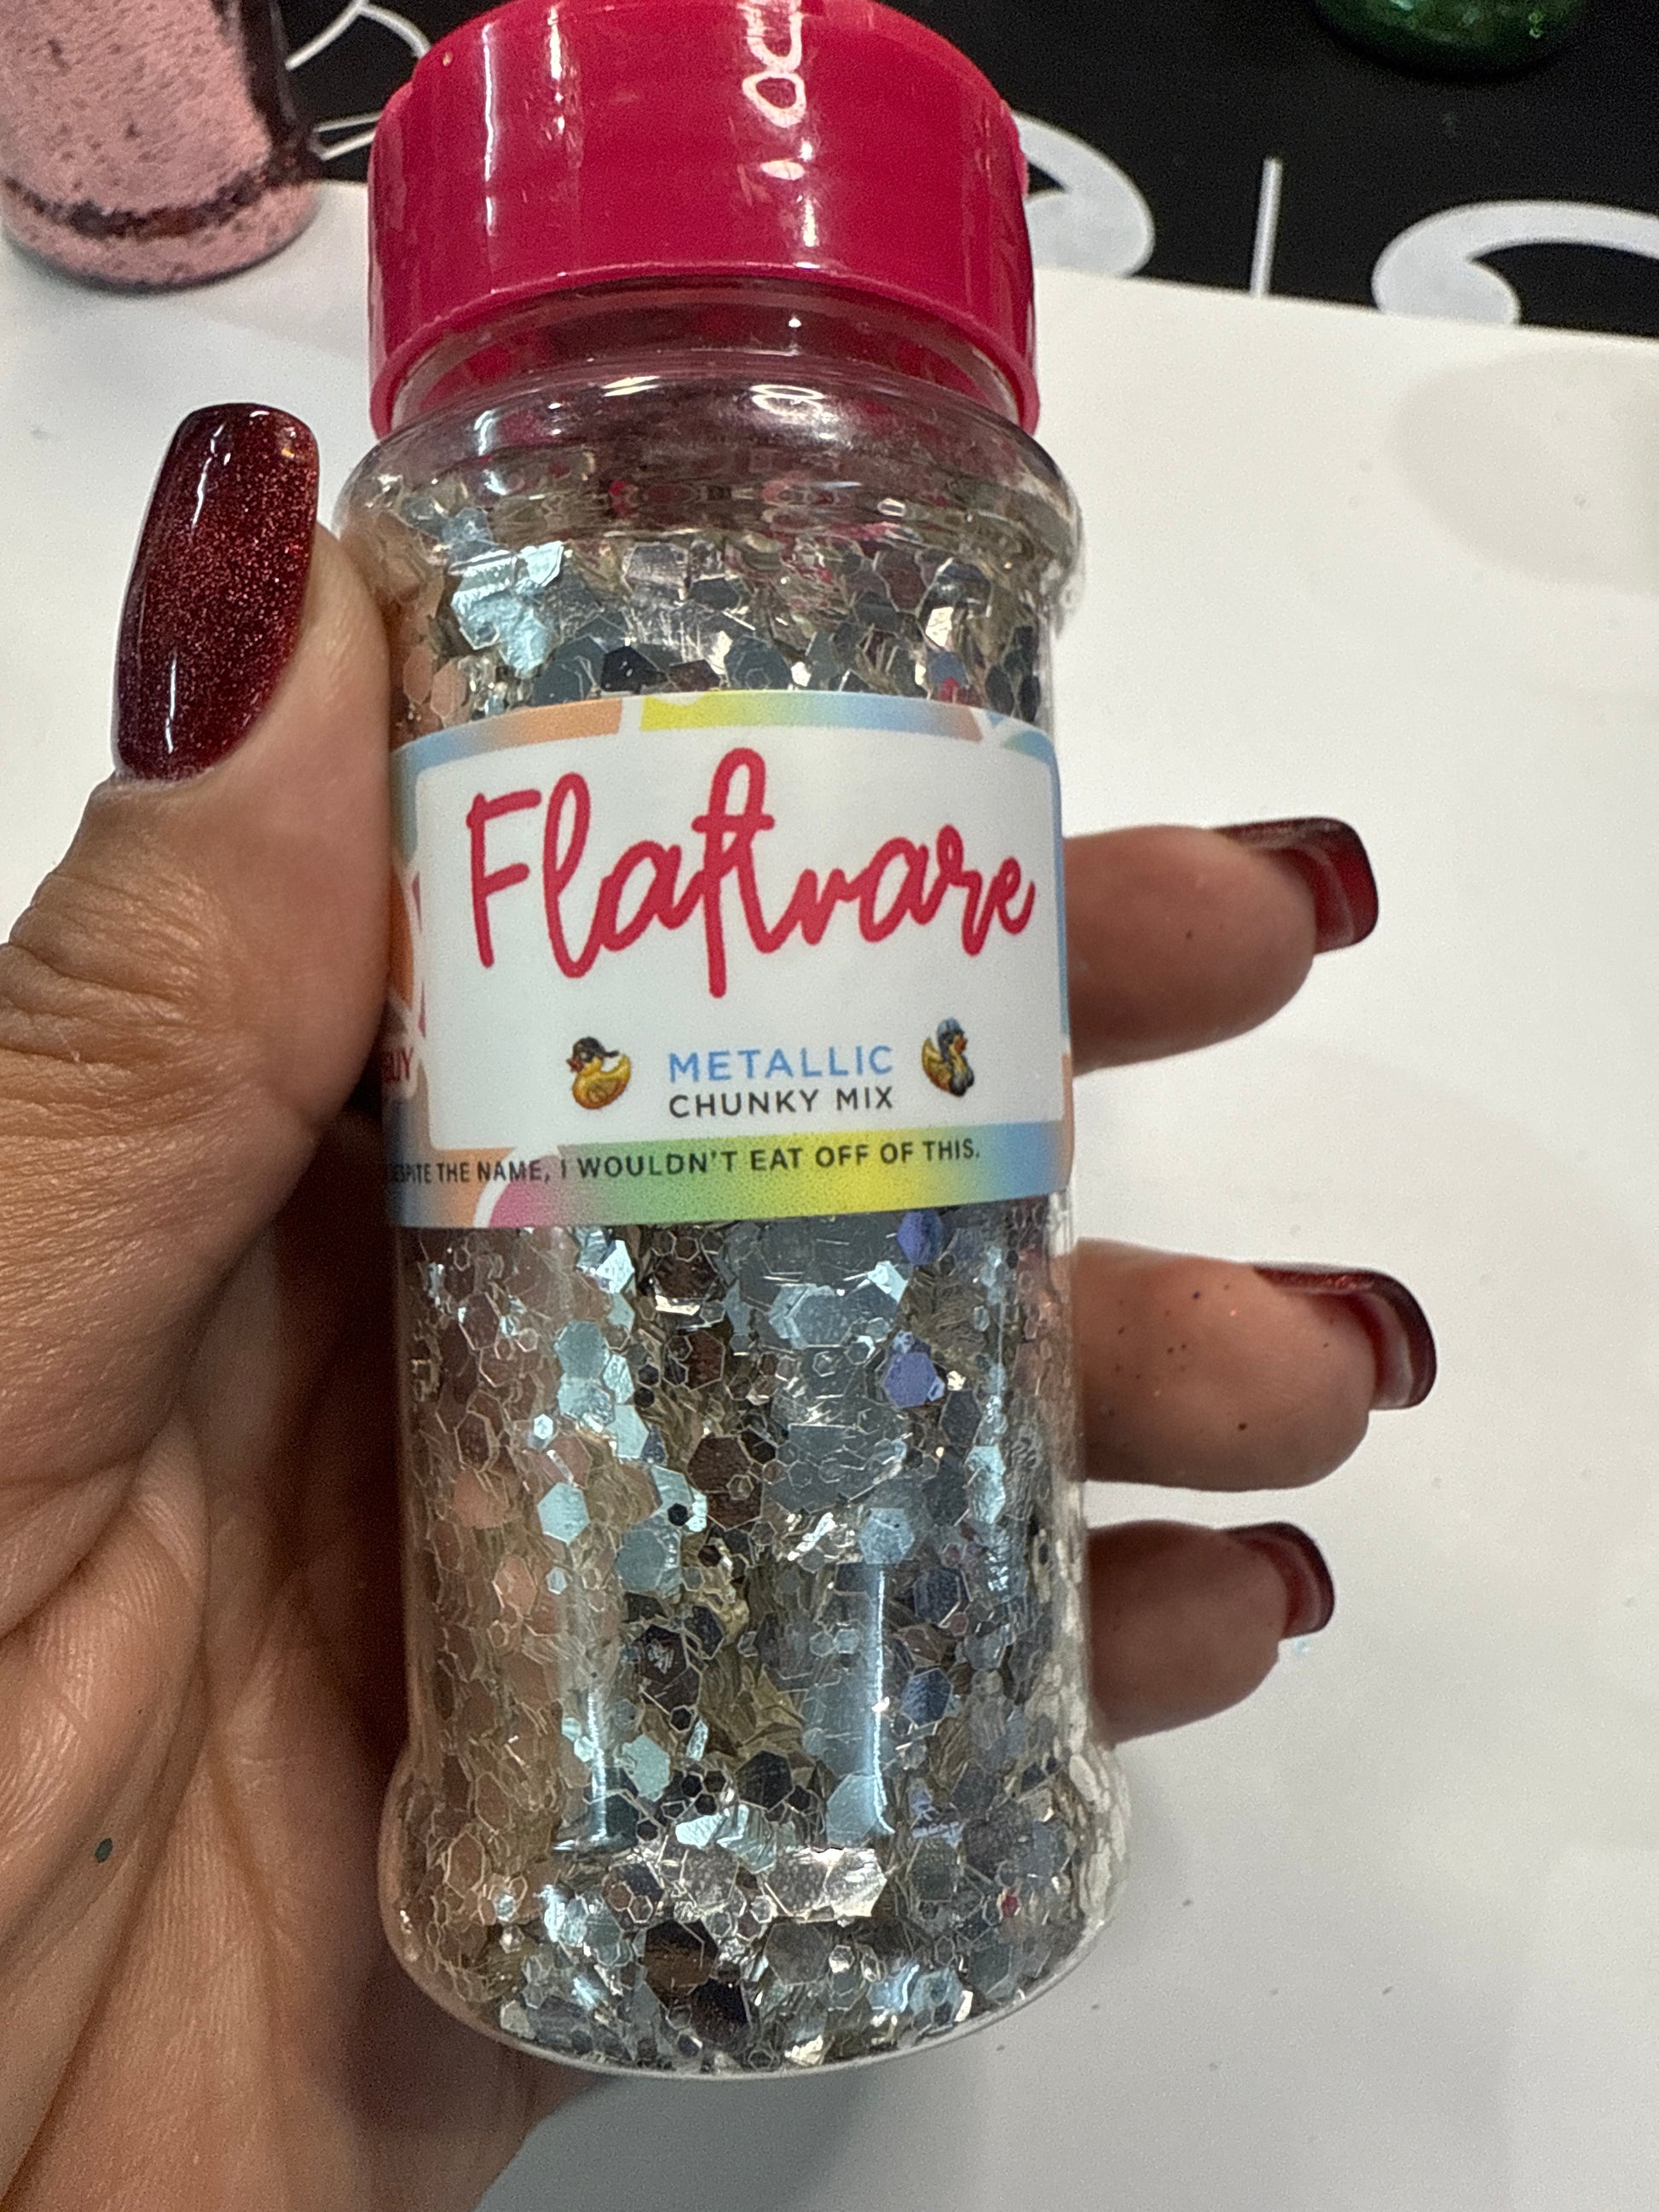 Flatware
METALLIC
CHUNKY MIX
THE NAME, I WOULDN'T EAT OFF OF THIS.